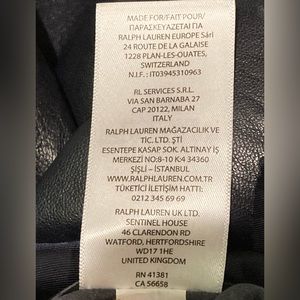 MADE FOR/FAIT POUR/
ΠΑΡΑΣΚΕΥΑΖΕΤΑΙ ΓΙΑ
RALPH LAUREN EUROPE Sàrl
24 ROUTE DE LA GALAISE
1228 PLAN-LES-OUATES,
SWITZERLAND
N.I.F. : IT03945310963
RL SERVICES S.R.L.
VIA SAN BARNABA 27
CAP 20122, MILAN
ITALY
RALPH LAUREN MAĞAZACILIK VE
TİC. LTD. ŞTİ
ESENTEPE KASAP SOK. ALTINAY İŞ
MERKEZİ NO:8-10 K:4 34360
ŞİŞLİ – İSTANBUL
WWW.RALPHLAUREN.COM.TR
TÜKETİCİ İLETİŞİM HATTI:
0212 345 69 69
RALPH LAUREN UK LTD.
SENTINEL HOUSE
46 CLARENDON RD
WATFORD, HERTFORDSHIRE
WD17 1HE
UNITED KINGDOM
RN 41381
CA 56658